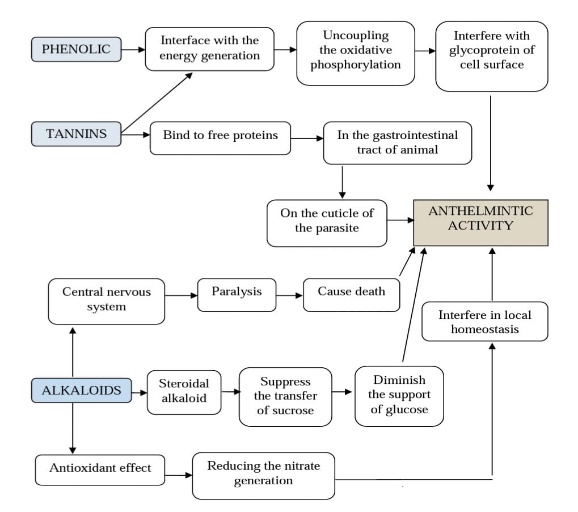 PHENOLIC
Interface with the
energy generation
Uncoupling
the oxidative
phosphorylation
Interfere with
glycoprotein of
cell surface
TANNINS
Bind to free proteins
In the gastrointestinal
tract of animal
On the cuticle of
the parasite
ANTHELMINTIC
ACTIVITY
Central nervous
system
Paralysis
Cause death
Interfere in local
homeostasis
ALKALOIDS
Steroidal
alkaloid
Suppress
the transfer
of sucrose
Diminish
the support
of glucose
Antioxidant effect
Reducing the nitrate
generation